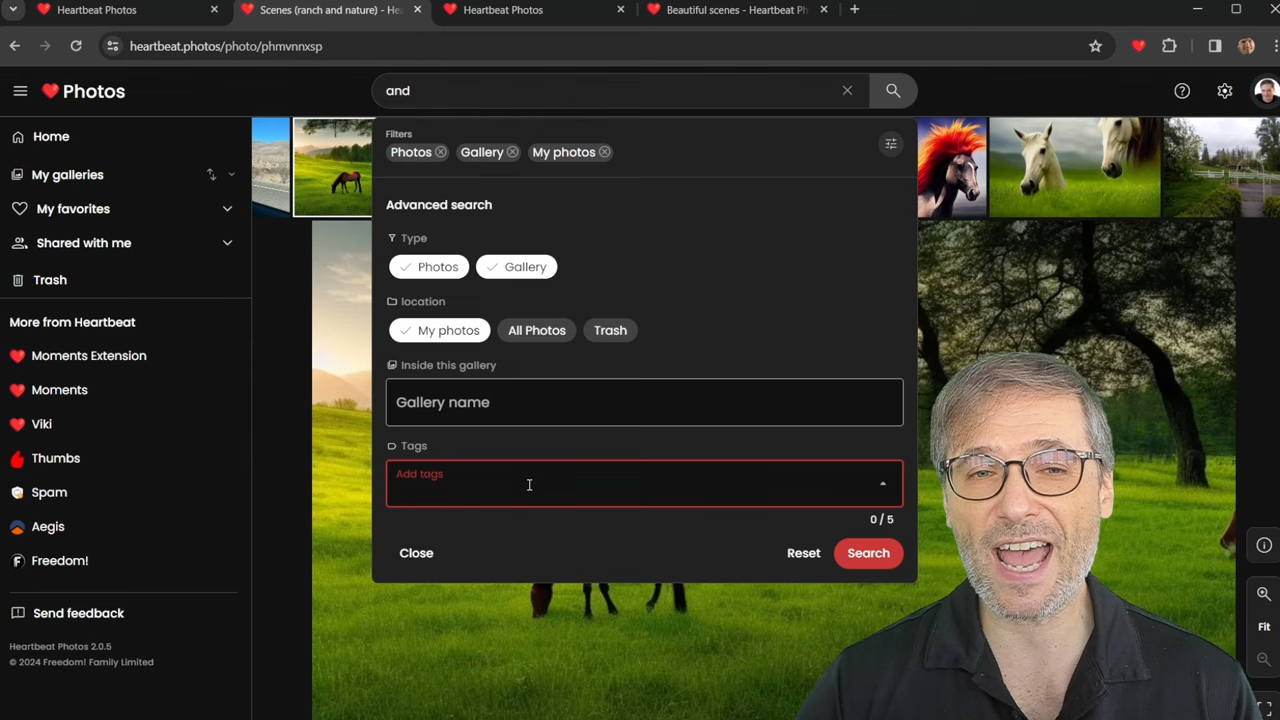 Heartbeat Photos
Scenes (ranch and nature) - He
Heartbeat Photos
Beautiful scenes - Heartbeat Ph
heartbeat.photos/photo/phmvnnxsp
Photos
and
Home
My galleries
My favorites
Shared with me
Trash
More from Heartbeat
Moments Extension
Moments
Viki
Thumbs
Spam
Aegis
Freedom!
Send feedback
Heartbeat Photos 2.0.5
© 2024 Freedom! Family Limited
Filters
Photos Gallery My photos
Advanced search
Type
Photos Gallery
location
My photos All Photos Trash
Inside this gallery
Gallery name
Tags
Add tags
0 / 5
Close Reset Search
Fit